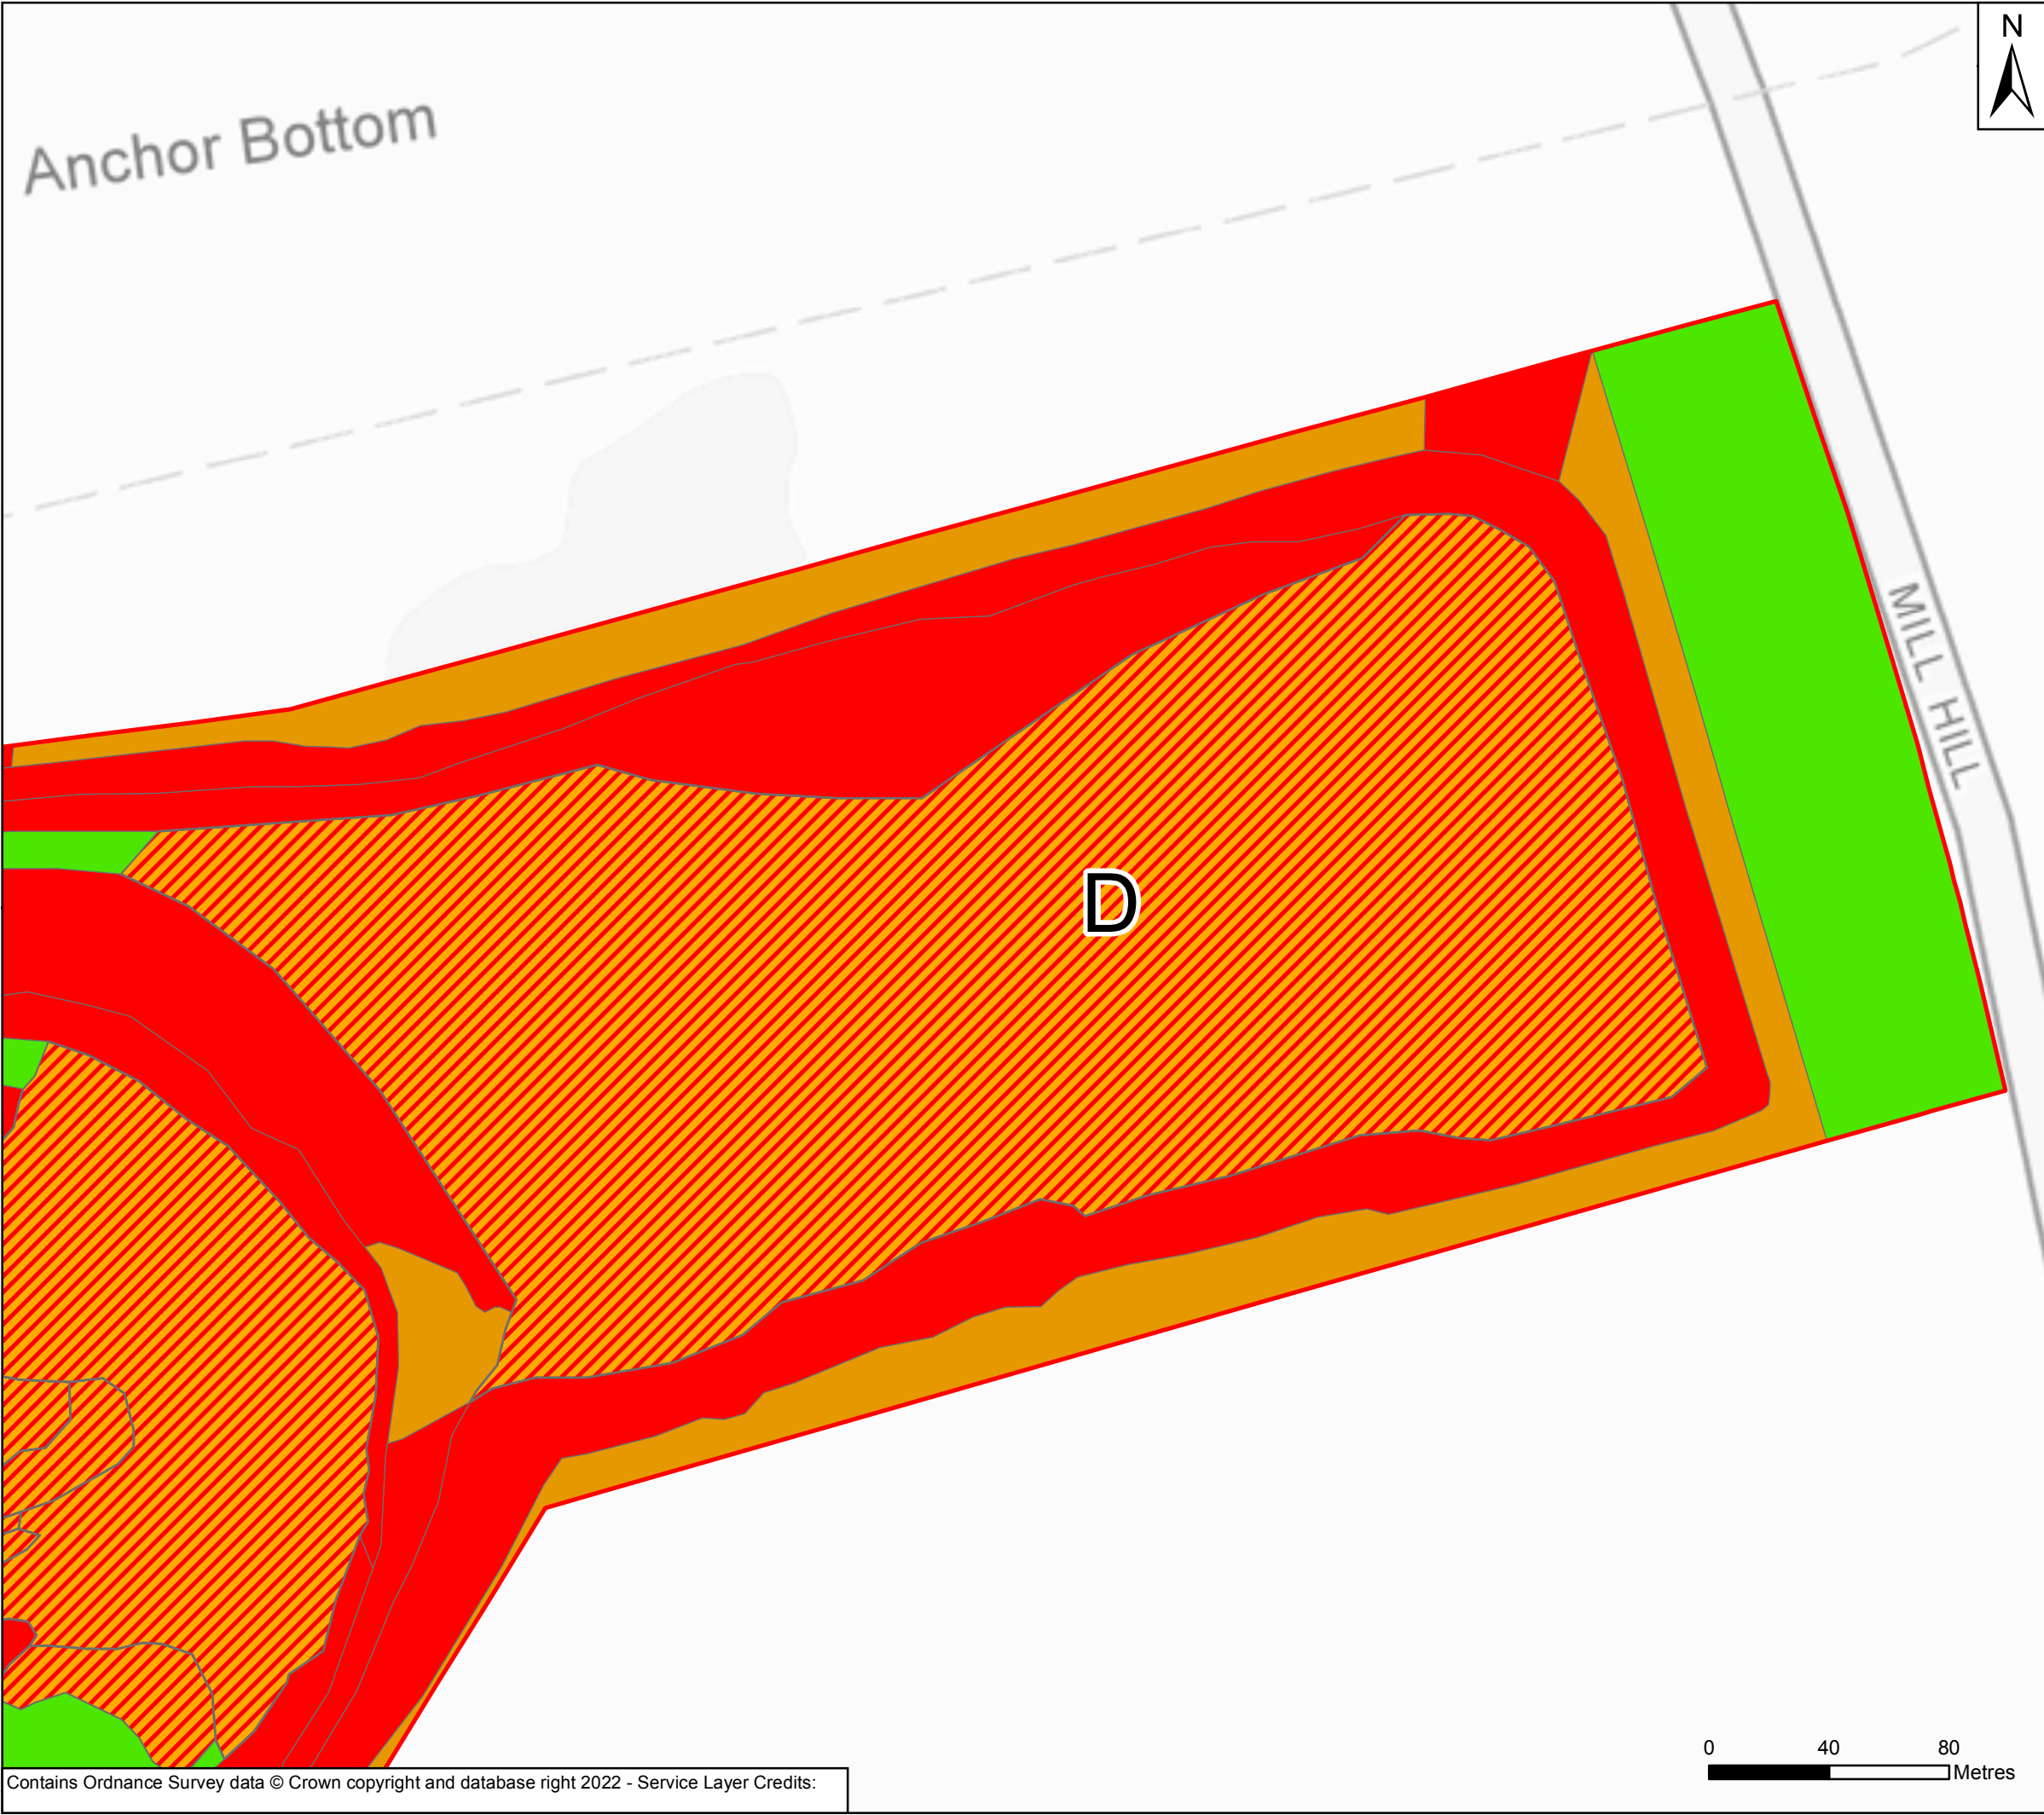 N
Anchor Bottom
MILL HILL
D
0 40 80
Metres
Contains Ordnance Survey data © Crown copyright and database right 2022 - Service Layer Credits: